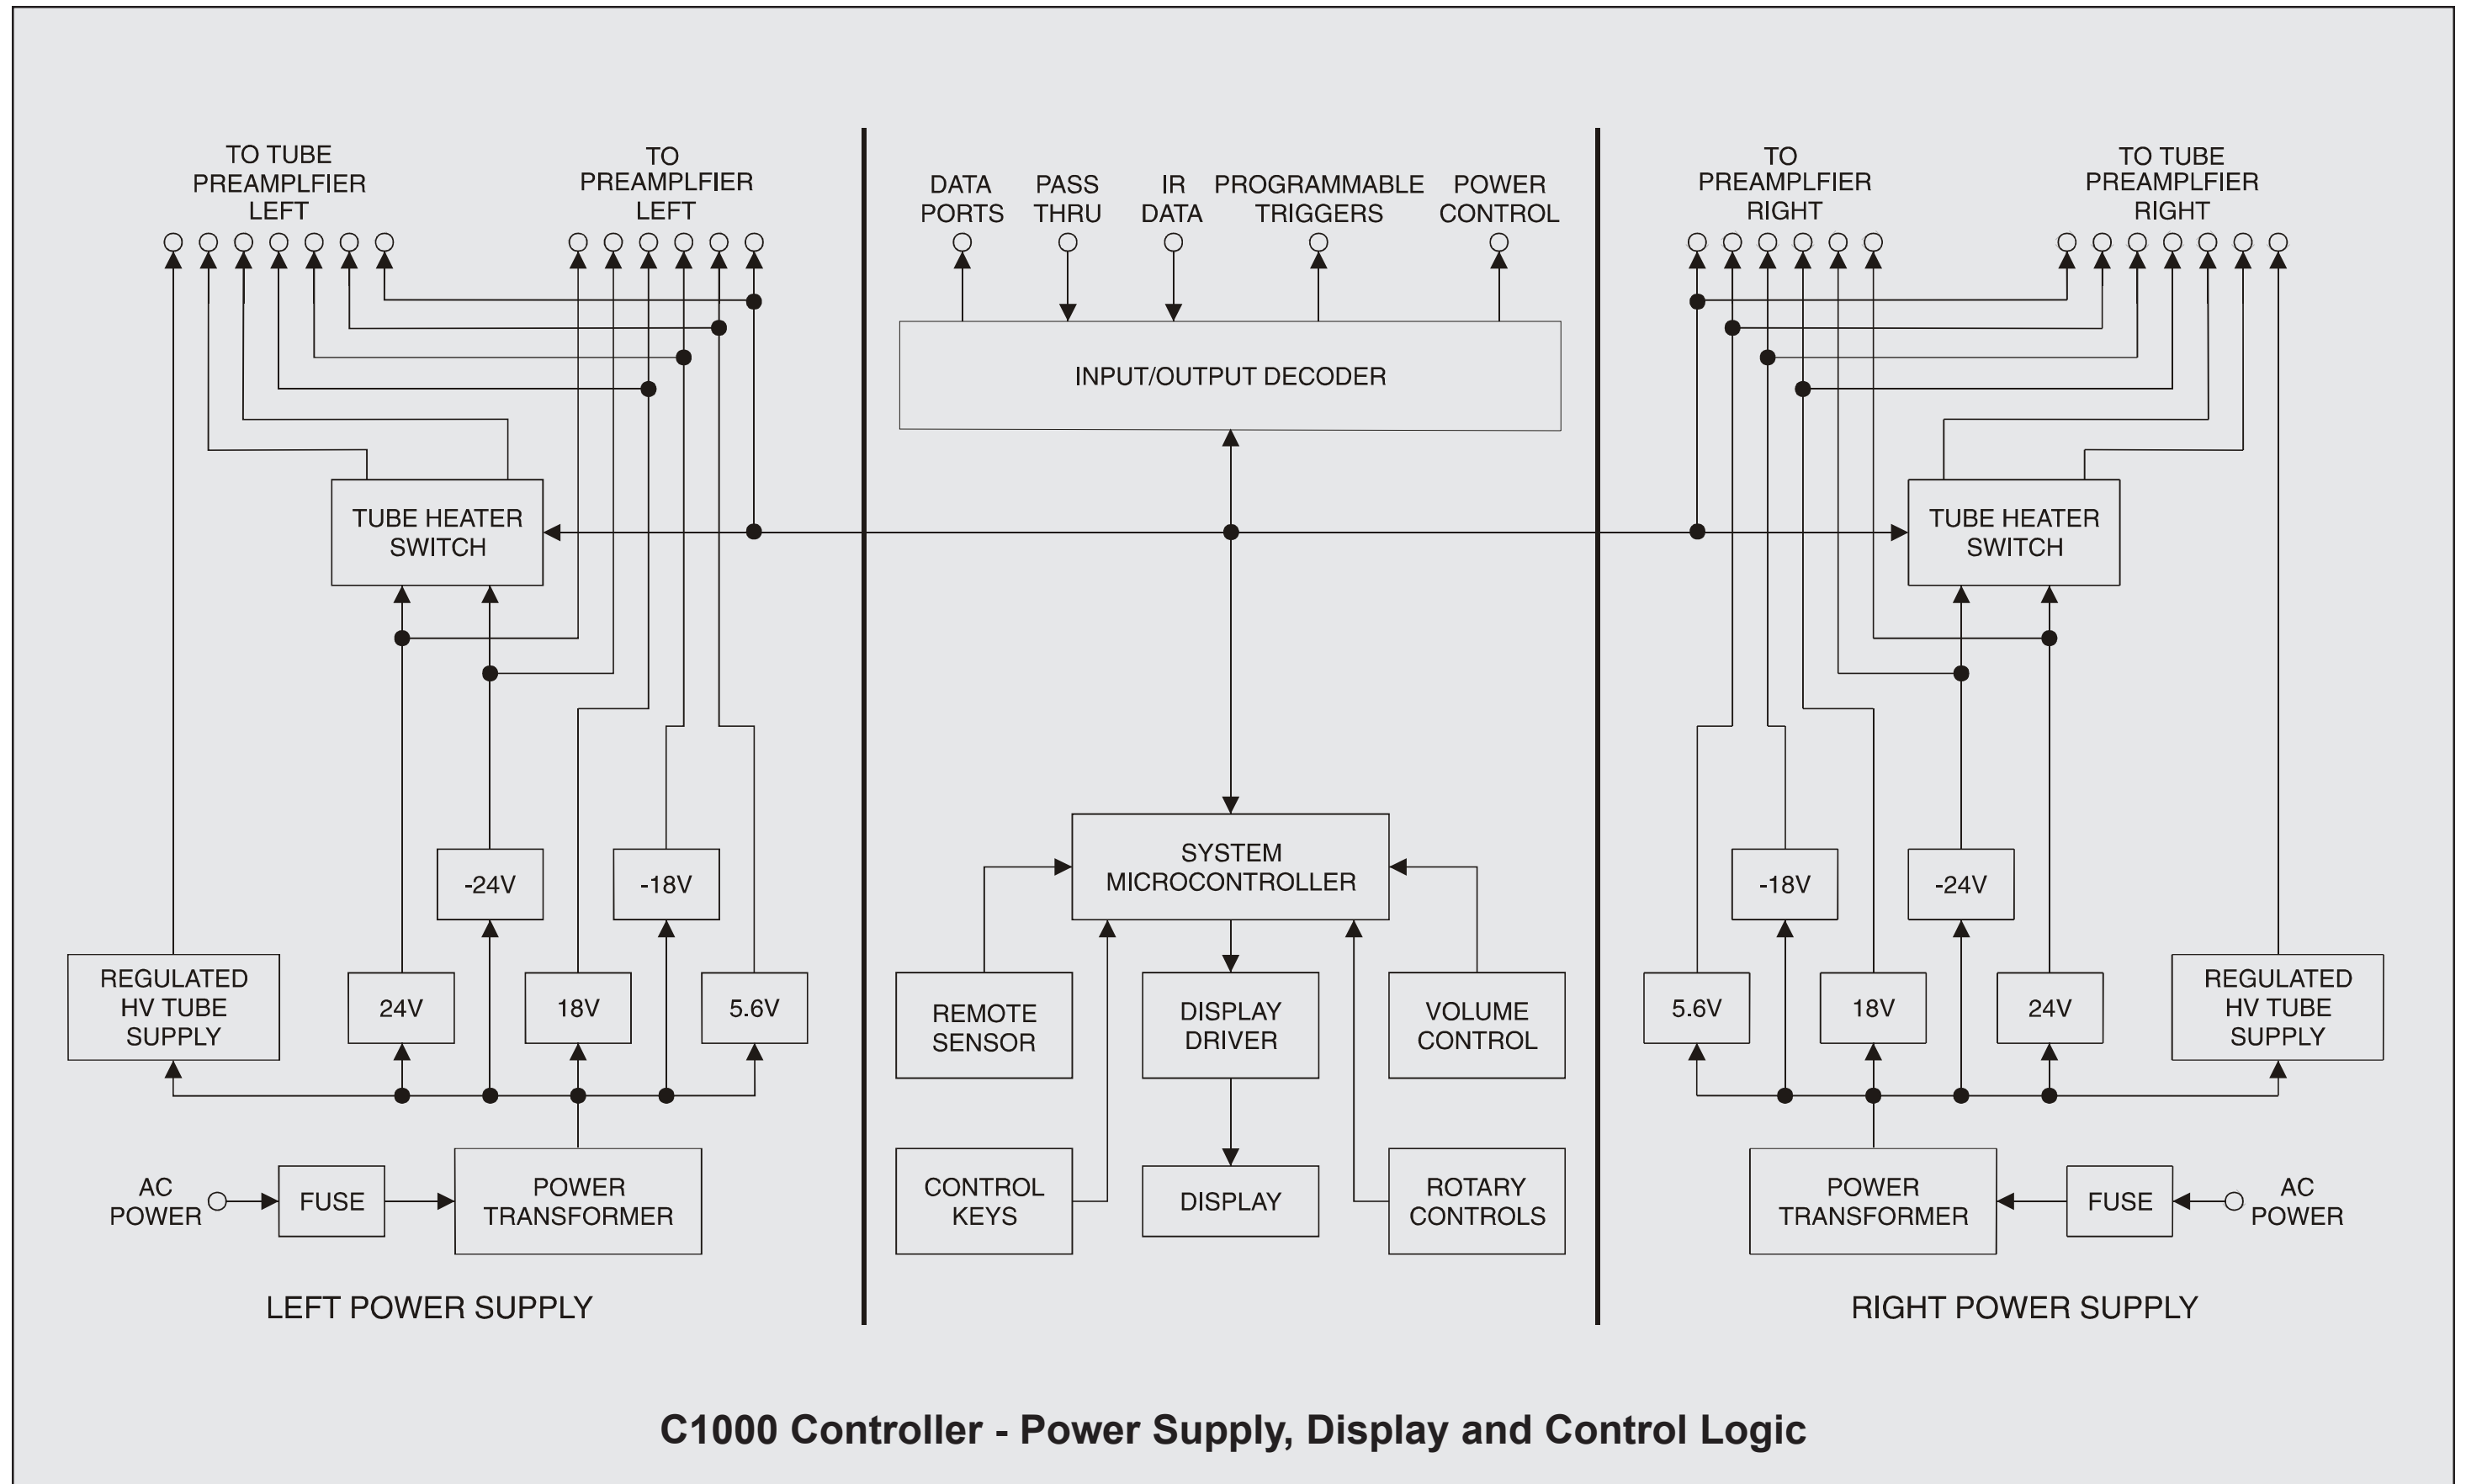 TO TUBE
PREAMPLFIER
LEFT
TO
PREAMPLFIER
LEFT
DATA
PORTS
PASS
THRU
IR
DATA
PROGRAMMABLE
TRIGGERS
POWER
CONTROL
TO
PREAMPLFIER
RIGHT
TO TUBE
PREAMPLFIER
RIGHT
INPUT/OUTPUT DECODER
TUBE HEATER
SWITCH
TUBE HEATER
SWITCH
-24V
-18V
SYSTEM
MICROCONTROLLER
-18V
-24V
REGULATED
HV TUBE
SUPPLY
24V
18V
5.6V
REMOTE
SENSOR
DISPLAY
DRIVER
VOLUME
CONTROL
5.6V
18V
24V
REGULATED
HV TUBE
SUPPLY
AC
POWER
FUSE
POWER
TRANSFORMER
CONTROL
KEYS
DISPLAY
ROTARY
CONTROLS
POWER
TRANSFORMER
FUSE
AC
POWER
LEFT POWER SUPPLY
RIGHT POWER SUPPLY
C1000 Controller - Power Supply, Display and Control Logic